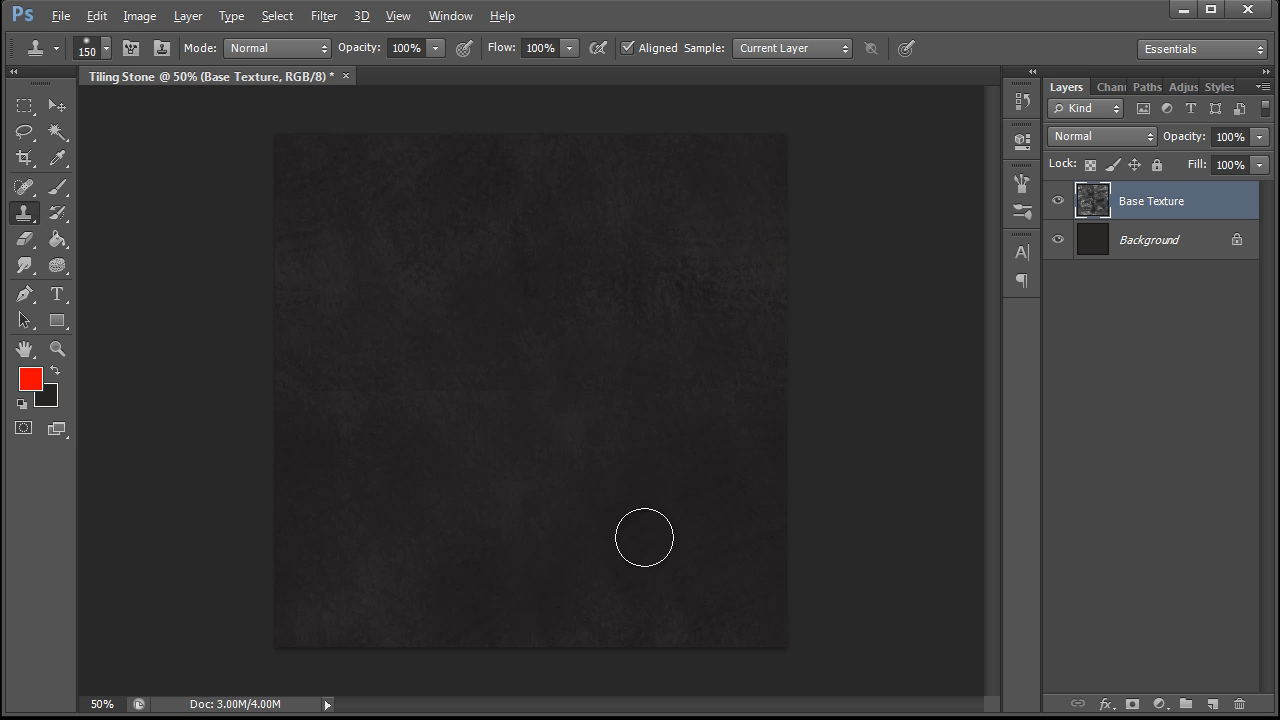 Ps File Edit Image Layer Type Select Filter 3D View Window Help
150 Mode: Normal Opacity: 100% Flow: 100% Aligned Sample: Current Layer Essentials
Tiling Stone @ 50% (Base Texture, RGB/8) * ×
Layers Chann Paths Adjus Styles
Kind
Normal Opacity: 100%
Lock: Fill: 100%
Base Texture
Background
50% Doc: 3.00M/4.00M